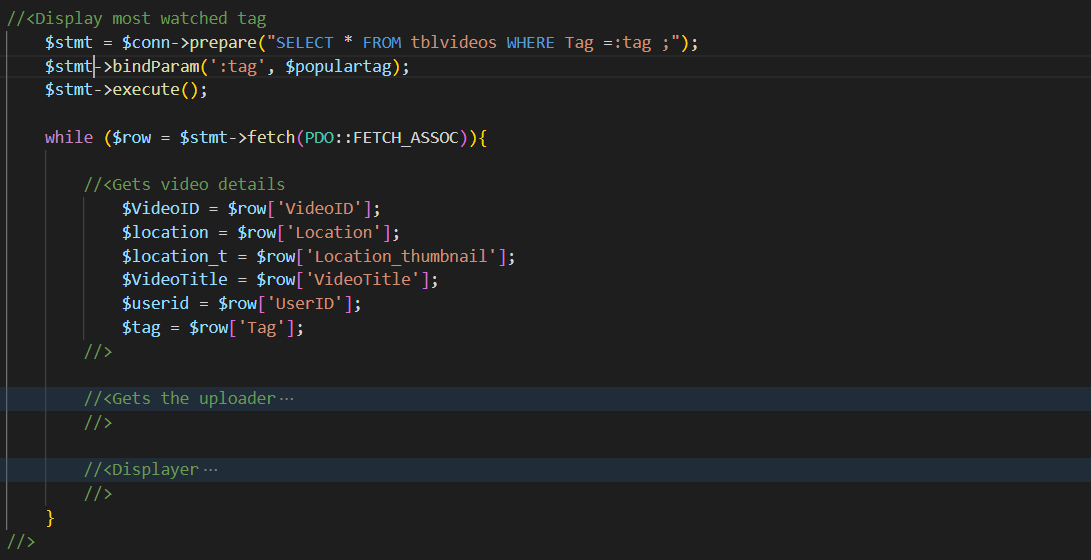 //<Display most watched tag
$stmt = $conn->prepare("SELECT * FROM tblvideos WHERE Tag =:tag ;");
$stmt->bindParam(':tag', $populartag);
$stmt->execute();
while ($row = $stmt->fetch(PDO::FETCH_ASSOC)){
//<Gets video details
$VideoID = $row['VideoID'];
$location = $row['Location'];
$location_t = $row['Location_thumbnail'];
$VideoTitle = $row['VideoTitle'];
$userid = $row['UserID'];
$tag = $row['Tag'];
//>
//<Gets the uploader ···
//>
//<Displayer ···
//>
}
//>